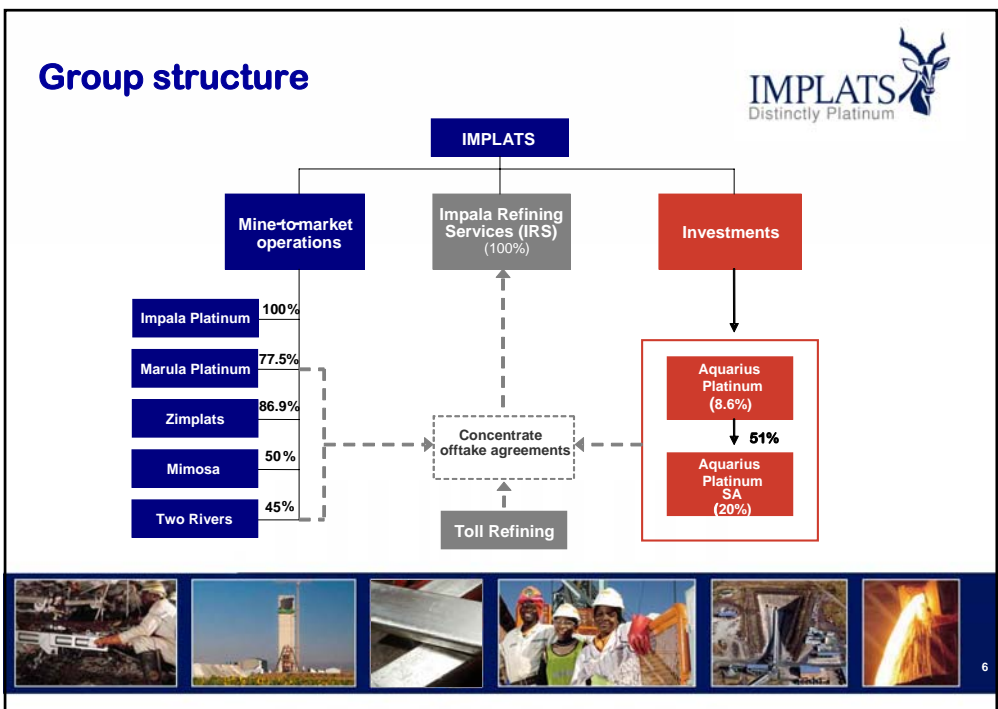 Group structure
IMPLATS
Distinctly Platinum
IMPLATS
Mine-to-market
operations
Impala Refining
Services (IRS)
(100%)
Investments
Impala Platinum
100%
Marula Platinum
77.5%
Zimplats
86.9%
Mimosa
50%
Two Rivers
45%
Concentrate
offtake agreements
Toll Refining
Aquarius
Platinum
(8.6%)
51%
Aquarius
Platinum
SA
(20%)
6